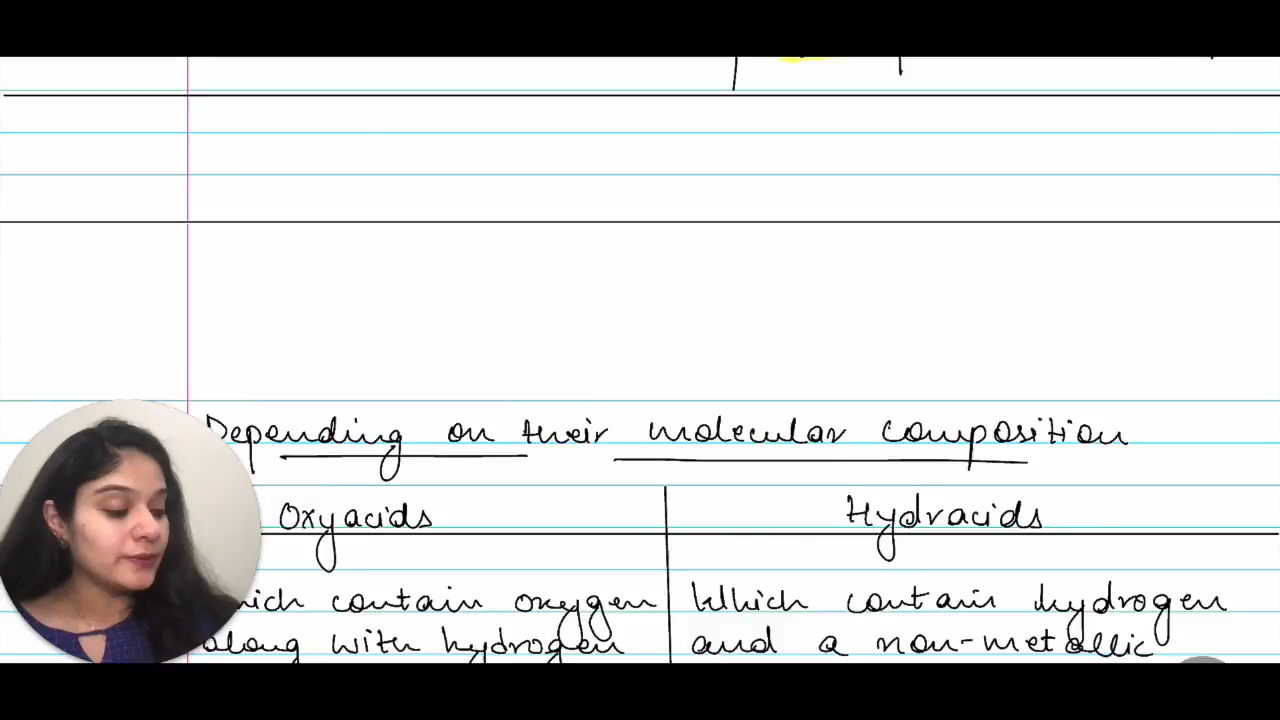 Depending on their molecular composition
Oxyacids
Hydracids
contain oxygen
along with hydrogen
Which contain hydrogen
and a non-metallic